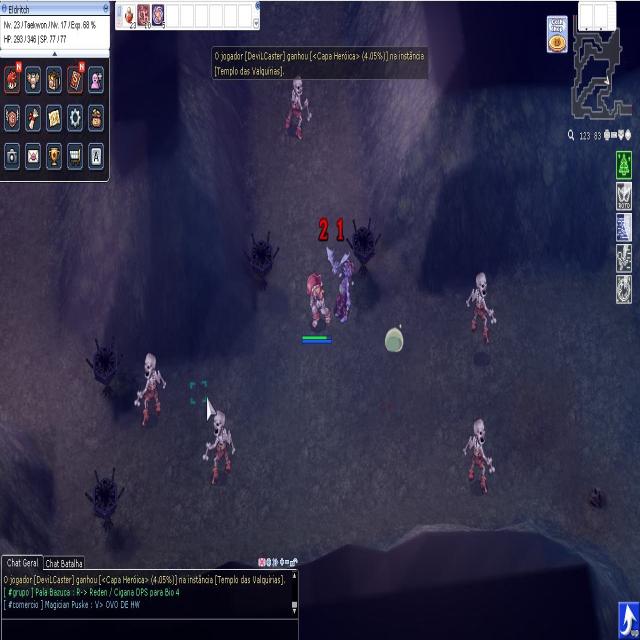 Eldritch
Nv. 23 / Taekwon / Nv. 17 / Exp. 68 %
HP. 293 / 346 | SP. 77 / 77
O jogador [DeviLCaster] ganhou [<Capa Heróica> (4.05%)] na instância
[Templo das Valquírias].
123 83
21
Chat Geral Chat Batalha
O jogador [DeviLCaster] ganhou [<Capa Heróica> (4.05%)] na instância [Templo das Valquírias].
[ #grupo ] Pala Bazuca : R-> Reden / Cigana DPS para Bio 4
[ #comercio ] Magician Puske : V> OVO DE HW